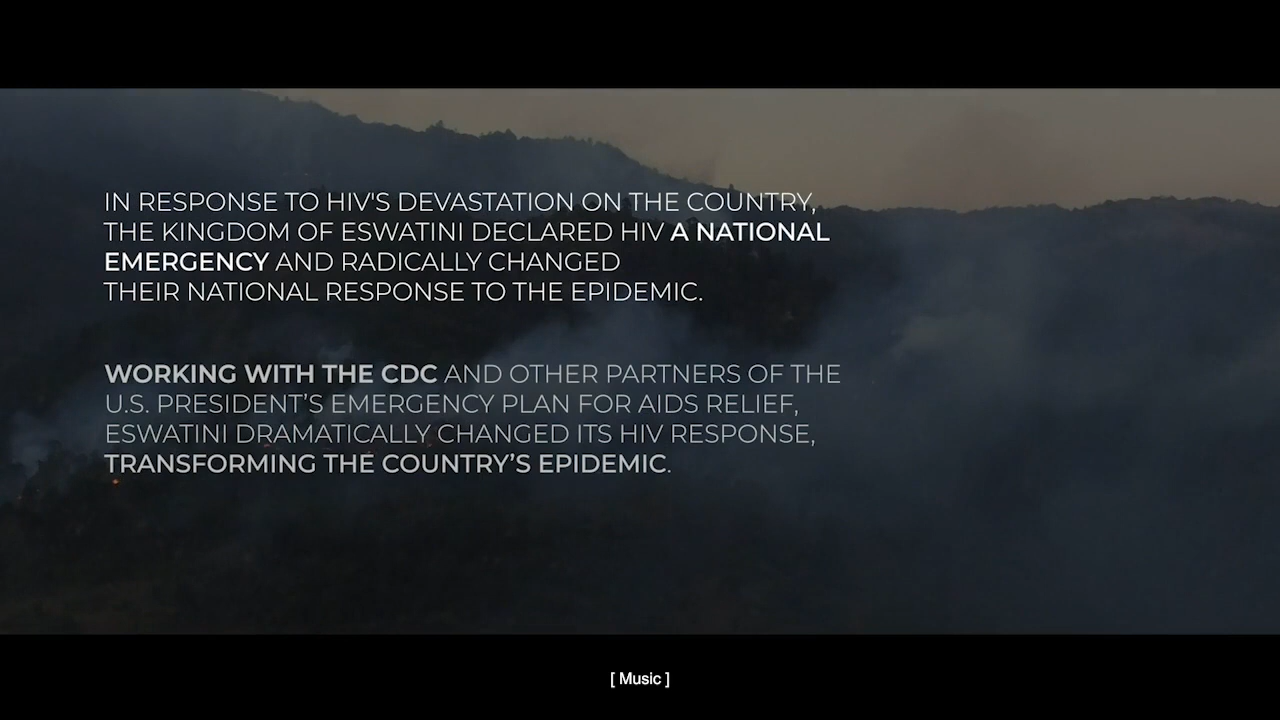 IN RESPONSE TO HIV'S DEVASTATION ON THE COUNTRY,
THE KINGDOM OF ESWATINI DECLARED HIV A NATIONAL
EMERGENCY AND RADICALLY CHANGED
THEIR NATIONAL RESPONSE TO THE EPIDEMIC.
WORKING WITH THE CDC AND OTHER PARTNERS OF THE
U.S. PRESIDENT’S EMERGENCY PLAN FOR AIDS RELIEF,
ESWATINI DRAMATICALLY CHANGED ITS HIV RESPONSE,
TRANSFORMING THE COUNTRY’S EPIDEMIC.
[ Music ]